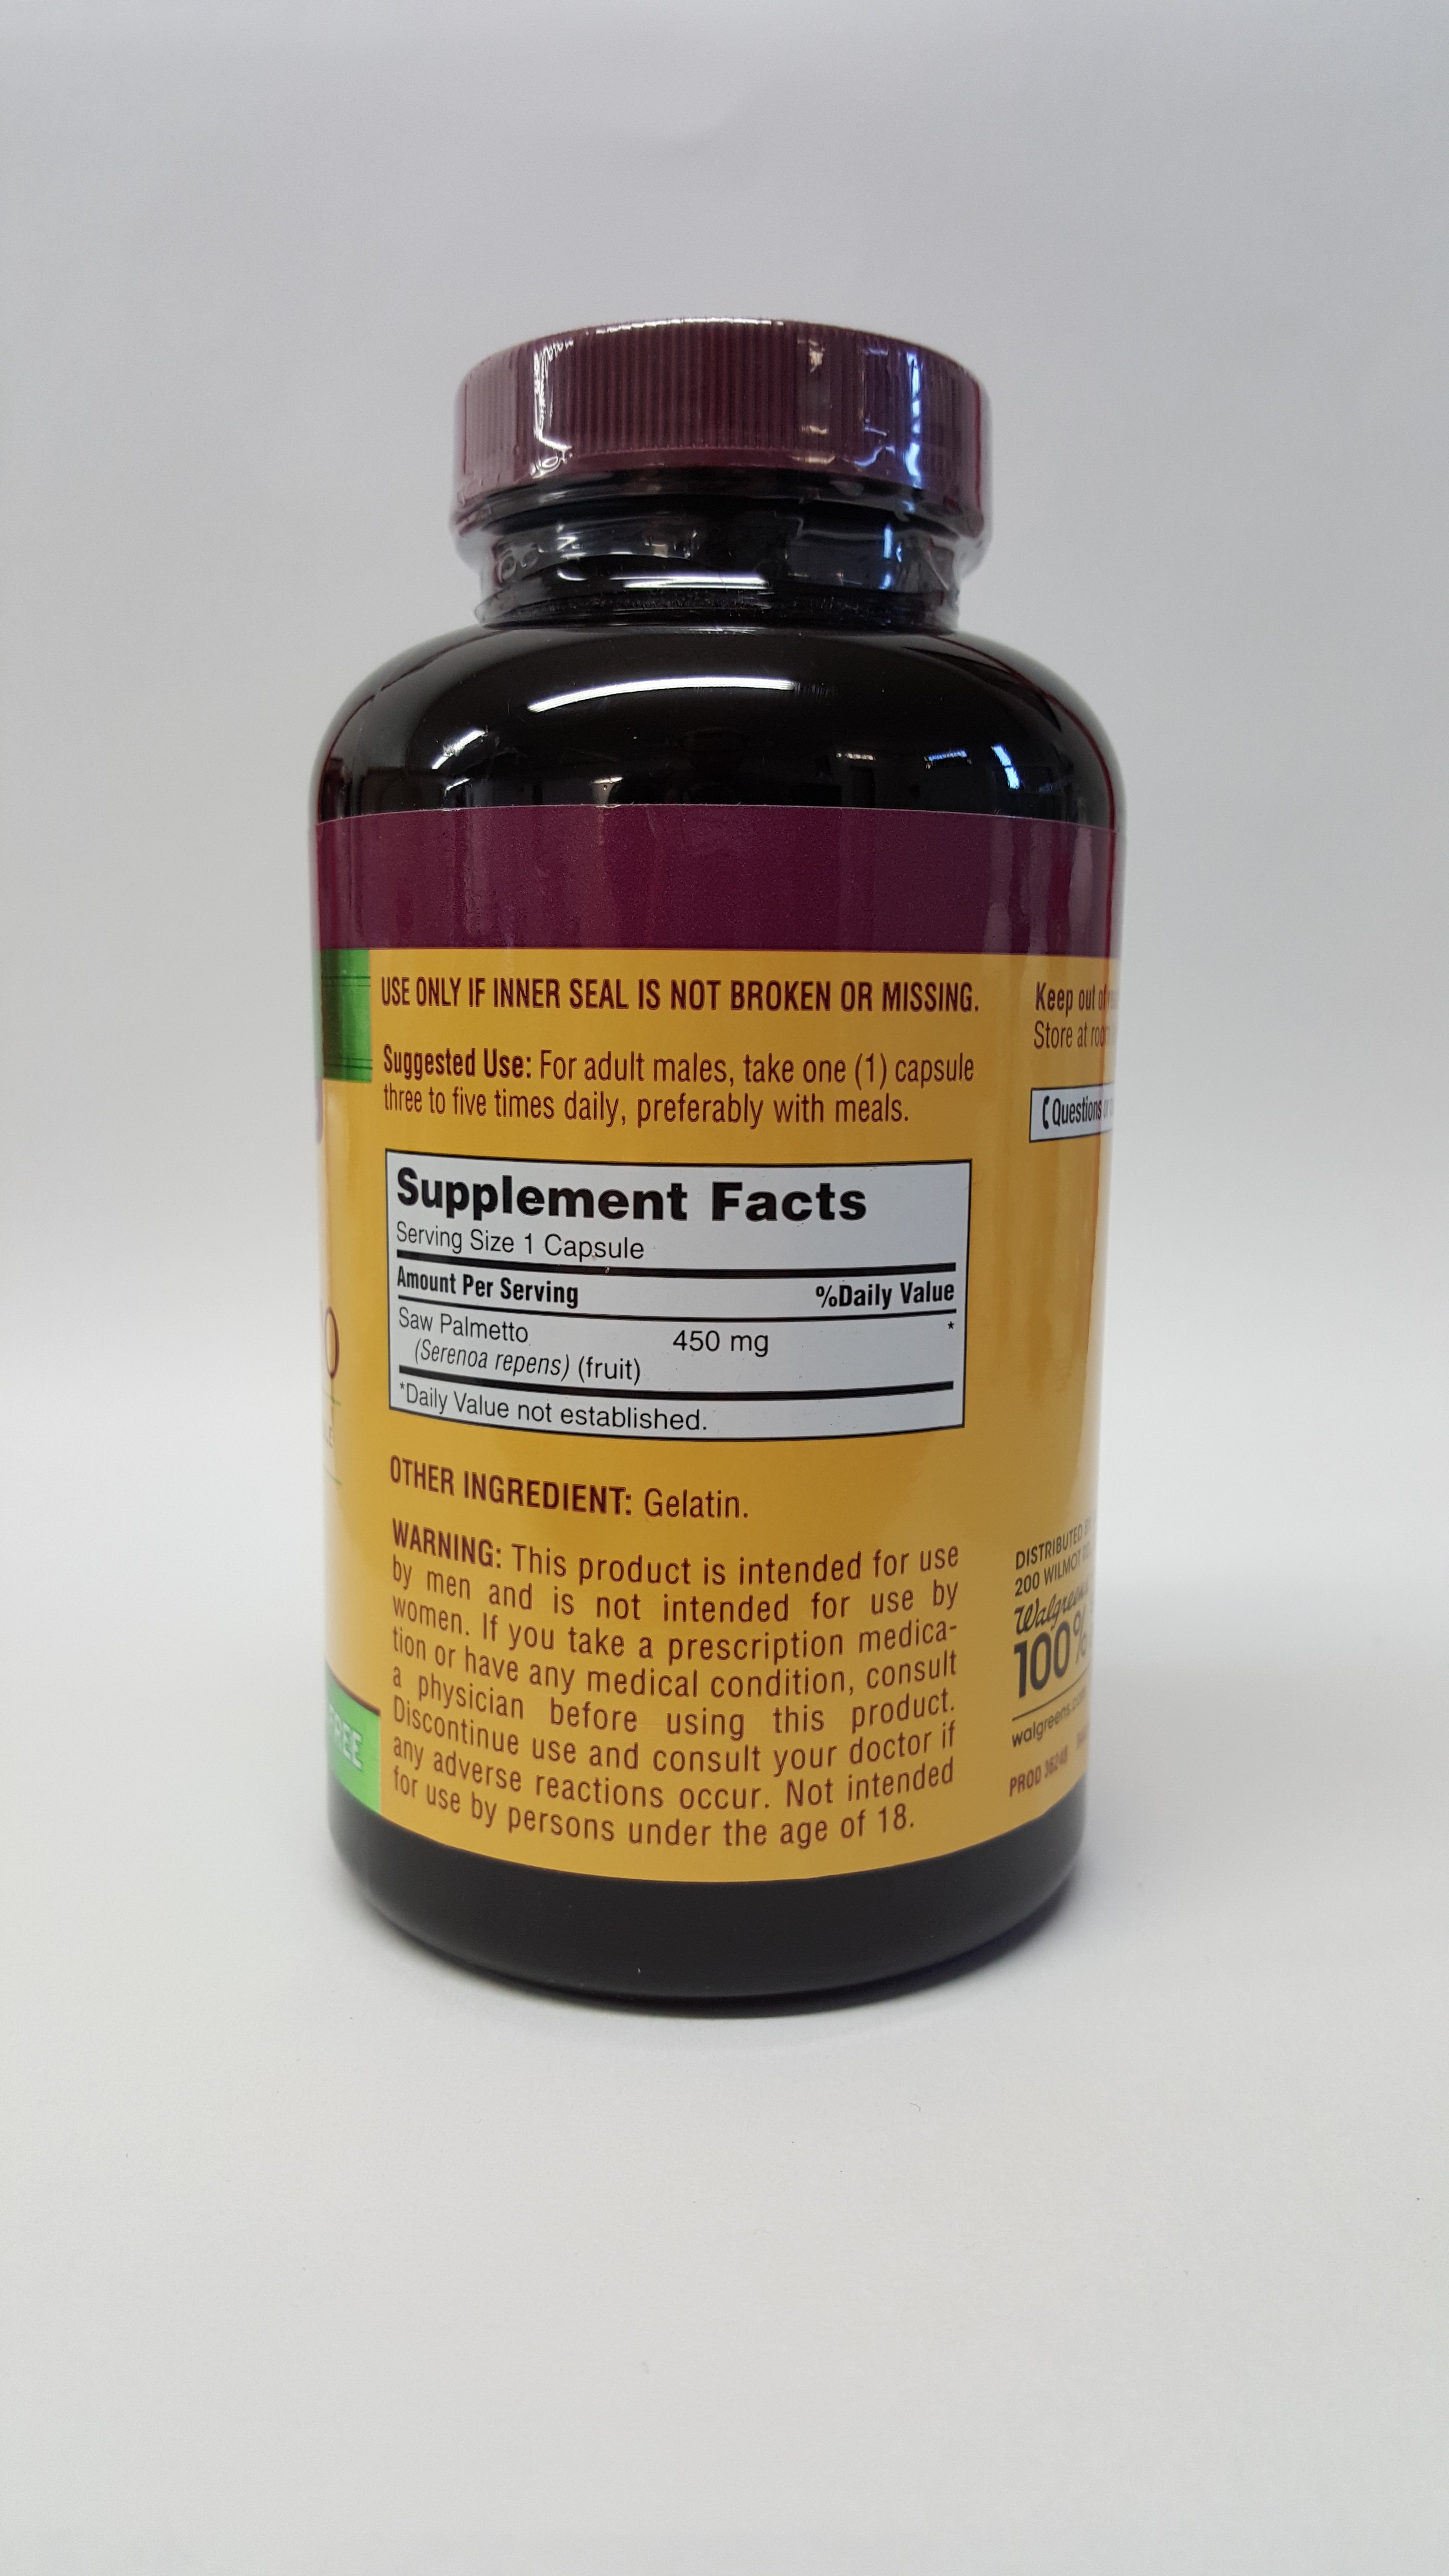 USE ONLY IF INNER SEAL IS NOT BROKEN OR MISSING.
Suggested Use: For adult males, take one (1) capsule
three to five times daily, preferably with meals.
Supplement Facts
Serving Size 1 Capsule
Amount Per Serving %Daily Value
Saw Palmetto 450 mg *
(Serenoa repens) (fruit)
*Daily Value not established.
OTHER INGREDIENT: Gelatin.
WARNING: This product is intended for use
by men and is not intended for use by
women. If you take a prescription medica-
tion or have any medical condition, consult
a physician before using this product.
Discontinue use and consult your doctor if
any adverse reactions occur. Not intended
for use by persons under the age of 18.
FREE
Keep out of
Store at
Questions
DISTRIBUTED
200 WILMOT
Walgreens
100%
walgreens.com
PROD